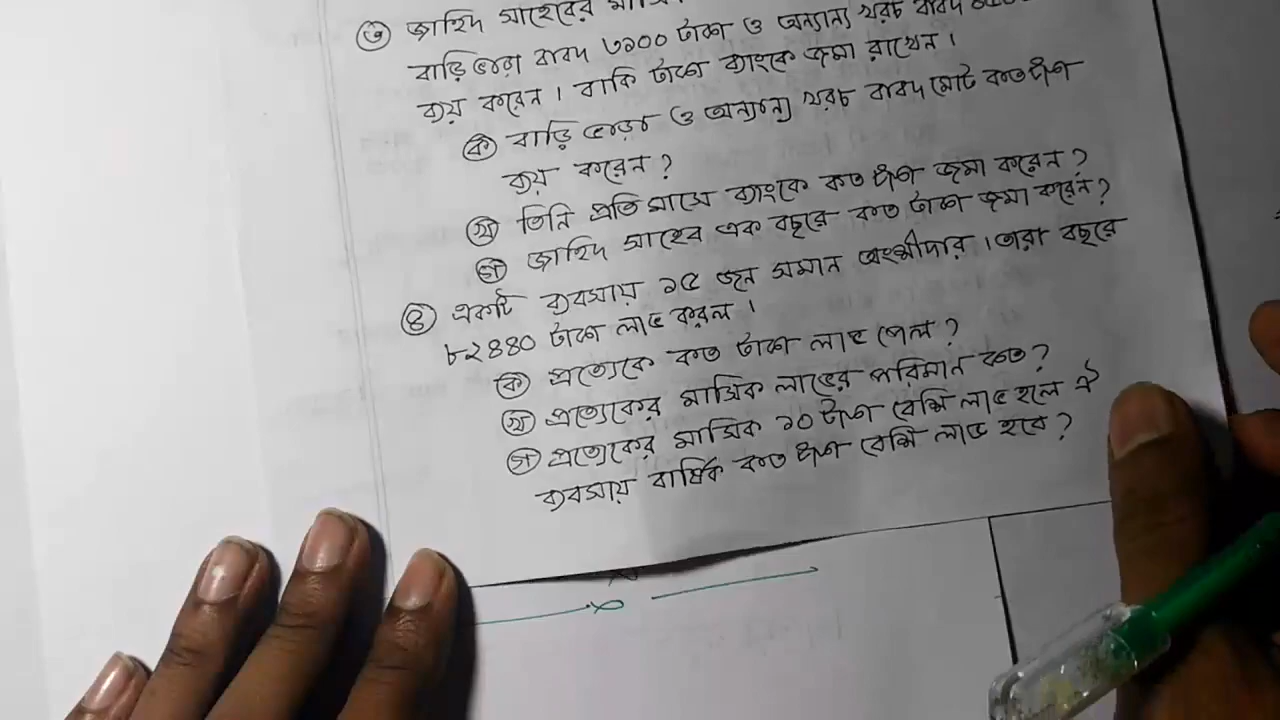 ৩ জাহিদ সাহেবের
বাড়ি ভাড়া বাবদ ৩১০০ টাকা ও অন্যান্য খরচ বাবদ
ব্যয় করেন। বাকি টাকা ব্যাংকে জমা রাখেন।
ক বাড়ি ভাড়া ও অন্যান্য খরচ বাবদ মোট কত টাকা
ব্যয় করেন?
খ তিনি প্রতি মাসে ব্যাংকে কত টাকা জমা করেন?
গ জাহিদ সাহেব এক বছরে কত টাকা জমা করেন?
৪ একটি ব্যবসায় ১৫ জন সমান অংশীদার। তারা বছরে
৮২৪৪০ টাকা লাভ করল।
ক প্রত্যেকে কত টাকা লাভ পেল?
খ প্রত্যেকের মাসিক লাভের পরিমান কত?
গ প্রত্যেকের মাসিক ১০ টাকা বেশি লাভ হলে ঐ
ব্যবসায় বার্ষিক কত টাকা বেশি লাভ হবে?